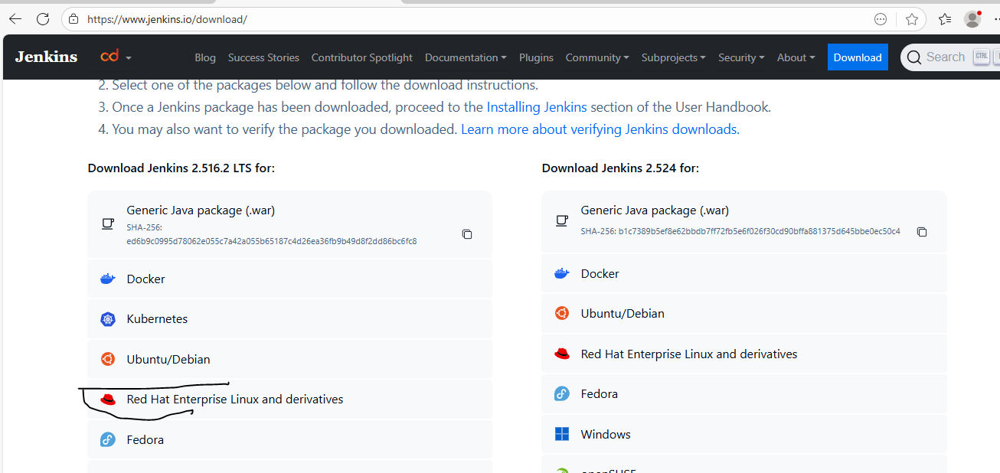 https://www.jenkins.io/download/
Jenkins cd Blog Success Stories Contributor Spotlight Documentation Plugins Community Subprojects Security About Download Search CTRL
2. Select one of the packages below and follow the download instructions.
3. Once a Jenkins package has been downloaded, proceed to the Installing Jenkins section of the User Handbook.
4. You may also want to verify the package you downloaded. Learn more about verifying Jenkins downloads.
Download Jenkins 2.516.2 LTS for:
Generic Java package (.war)
SHA-256:
ed6b9c0995d78062e055c7a42a055b65187c4d26ea36fb9b49d8f2dd86bc6fc8
Docker
Kubernetes
Ubuntu/Debian
Red Hat Enterprise Linux and derivatives
Fedora
Download Jenkins 2.524 for:
Generic Java package (.war)
SHA-256: b1c7389b5ef8e62bbdb7ff72fb5e6f026f30cd90bffa881375d645bbe0ec50c4
Docker
Ubuntu/Debian
Red Hat Enterprise Linux and derivatives
Fedora
Windows